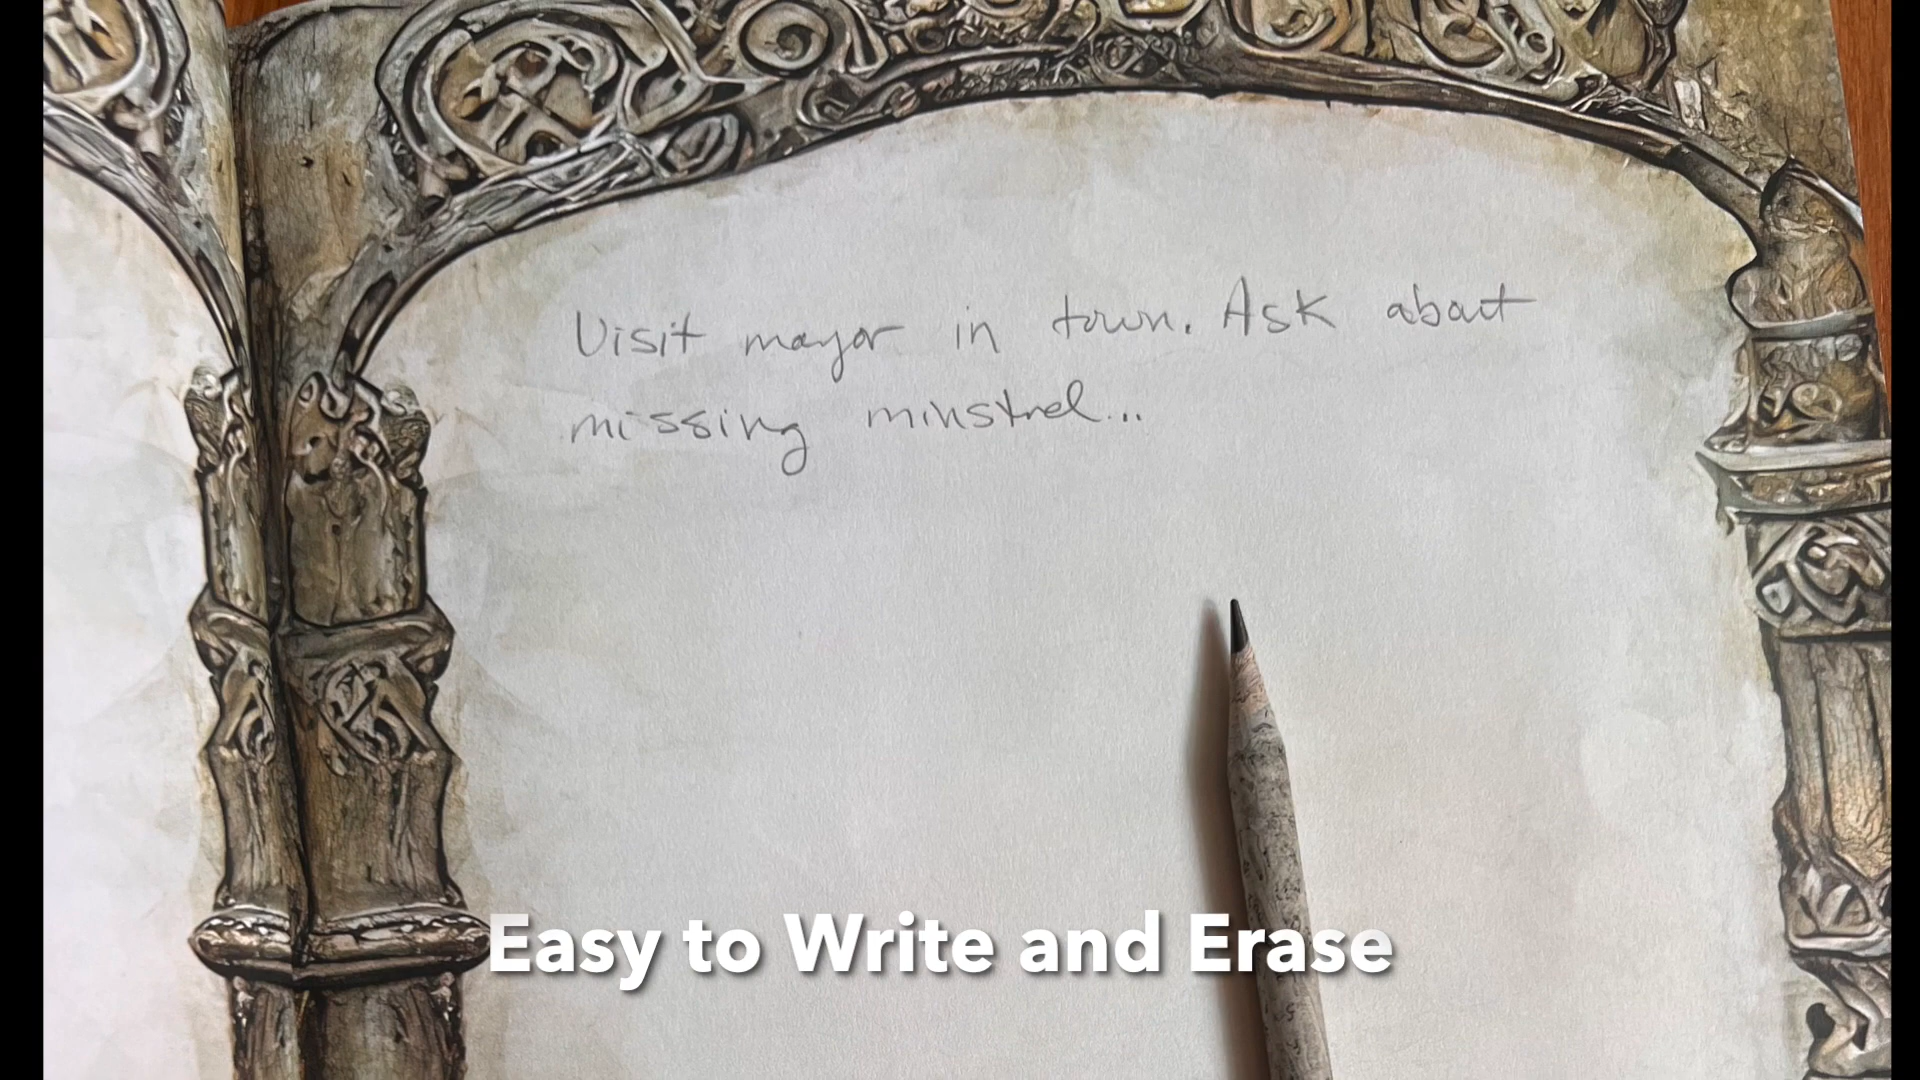 Visit mayor in town. Ask about
missing minstrel...
Easy to Write and Erase